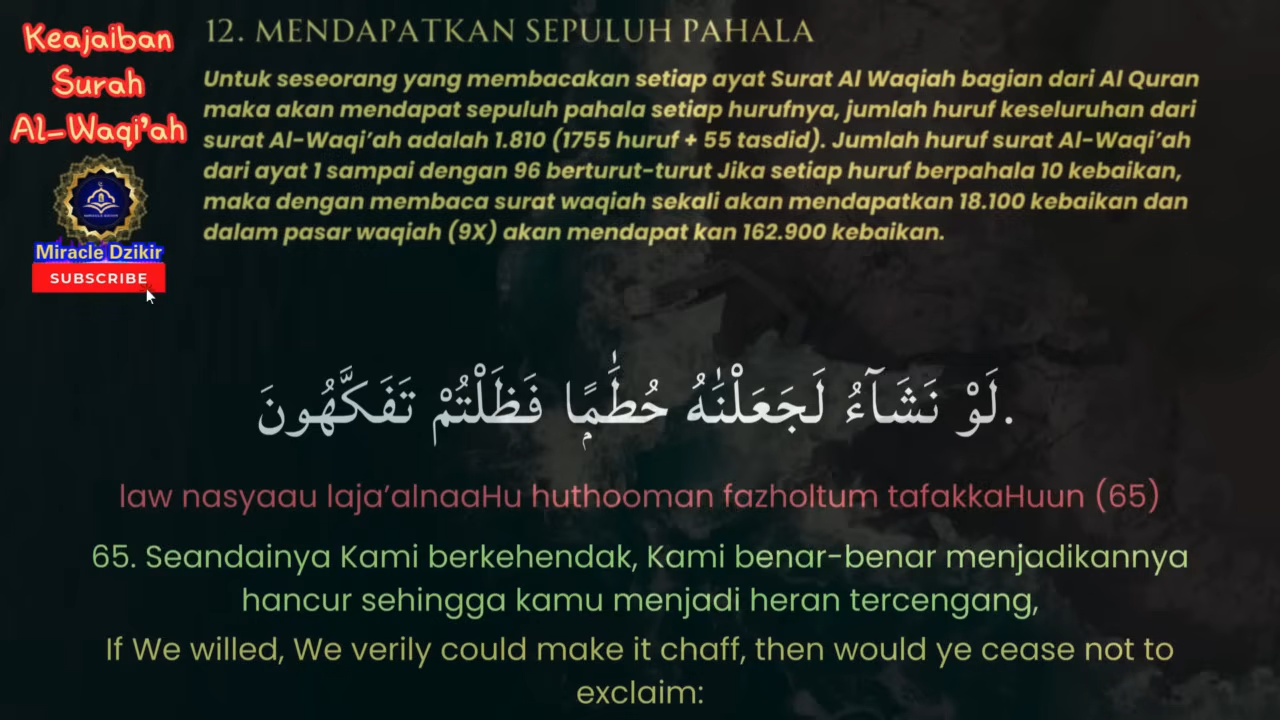 Keajaiban
Surah
Al-Waqi'ah
Miracle Dzikir
SUBSCRIBE
12. MENDAPATKAN SEPULUH PAHALA
Untuk seseorang yang membacakan setiap ayat Surat Al Waqiah bagian dari Al Quran
maka akan mendapat sepuluh pahala setiap hurufnya, jumlah huruf keseluruhan dari
surat Al-Waqi'ah adalah 1.810 (1755 huruf + 55 tasdid). Jumlah huruf surat Al-Waqi'ah
dari ayat 1 sampai dengan 96 berturut-turut Jika setiap huruf berpahala 10 kebaikan,
maka dengan membaca surat waqiah sekali akan mendapatkan 18.100 kebaikan dan
dalam pasar waqiah (9X) akan mendapat kan 162.900 kebaikan.
لَوْ نَشَآءُ لَجَعَلْنَٰهُ حُطَٰمًۭا فَظَلْتُمْ تَفَكَّهُونَ.
law nasyaau laja'alnaaHu huthooman fazholtum tafakkaHuun (65)
65. Seandainya Kami berkehendak, Kami benar-benar menjadikannya
hancur sehingga kamu menjadi heran tercengang,
If We willed, We verily could make it chaff, then would ye cease not to
exclaim: